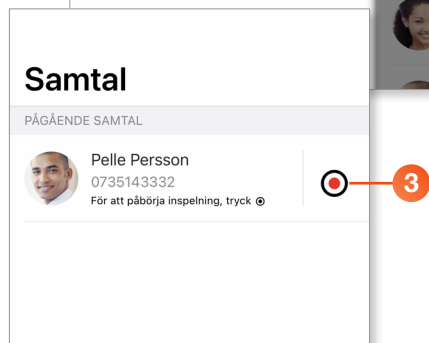 Samtal
PÅGÅENDE SAMTAL
Pelle Persson
0735143332
För att påbörja inspelning, tryck
3